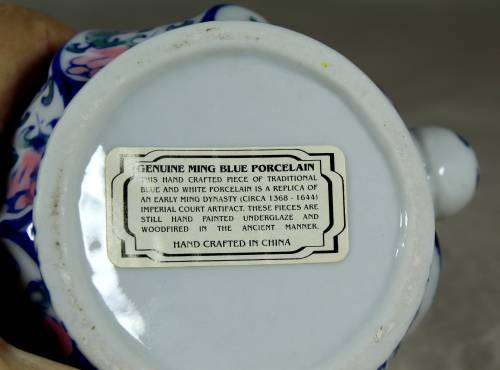 GENUINE MING BLUE PORCELAIN
THIS HAND CRAFTED PIECE OF TRADITIONAL
BLUE AND WHITE PORCELAIN IS A REPLICA OF
AN EARLY MING DYNASTY (CIRCA 1368 - 1644)
IMPERIAL COURT ARTIFACT. THESE PIECES ARE
STILL HAND PAINTED UNDERGLAZE AND
WOODFIRED IN THE ANCIENT MANNER.
HAND CRAFTED IN CHINA